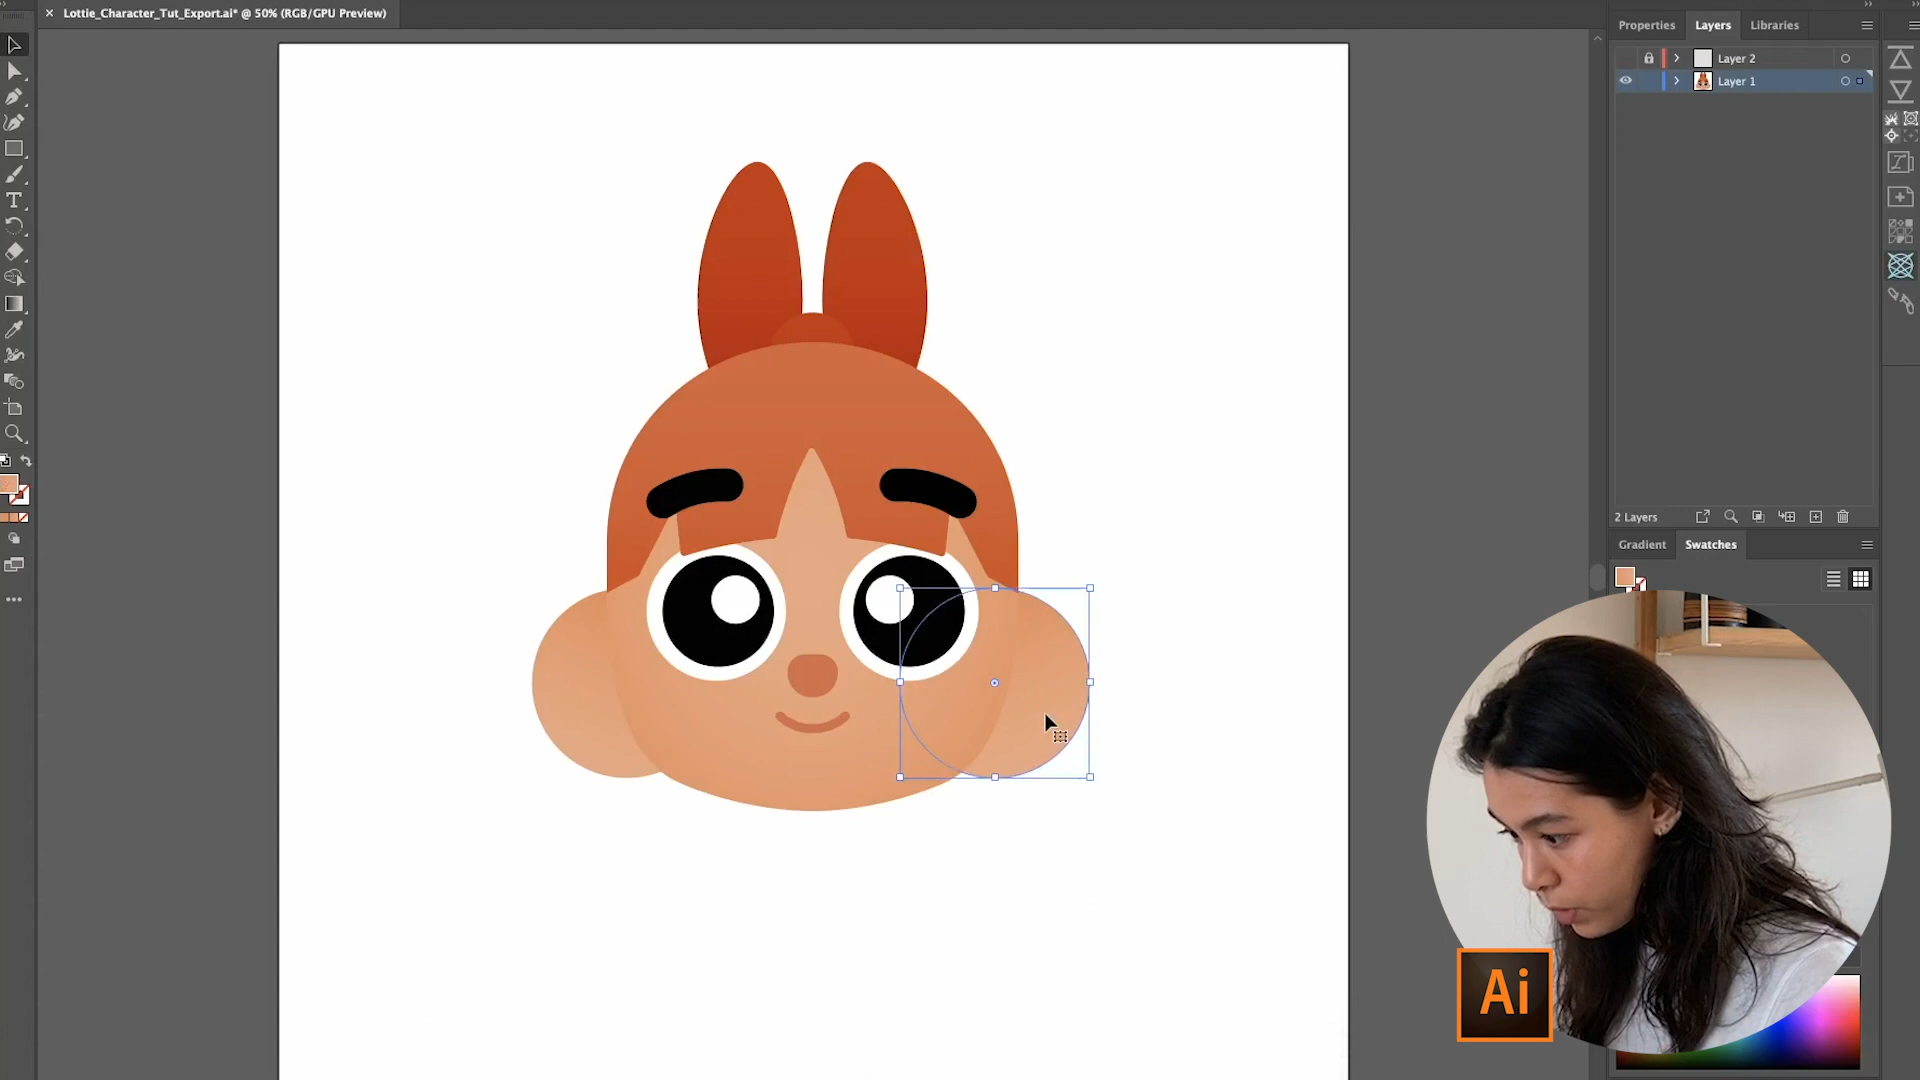 Lottie_Character_Tut_Export.ai* @ 50% (RGB/GPU Preview)
Properties
Layers
Libraries
Layer 2
Layer 1
2 Layers
Gradient
Swatches
Ai